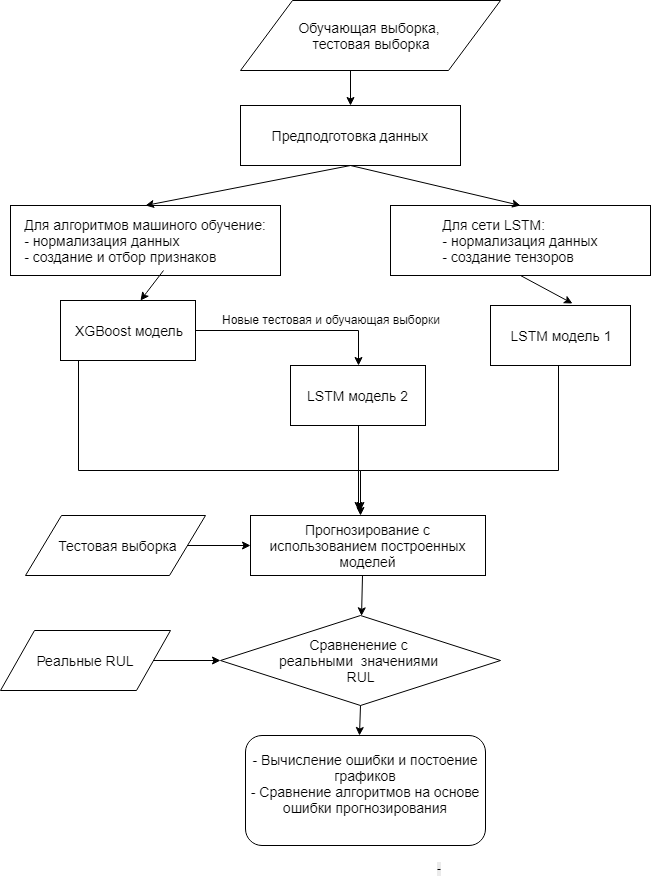 Обучающая выборка,
тестовая выборка
Предподготовка данных
Для алгоритмов машиного обучение:
- нормализация данных
- создание и отбор признаков
Для сети LSTM:
- нормализация данных
- создание тензоров
XGBoost модель
Новые тестовая и обучающая выборки
LSTM модель 1
LSTM модель 2
Тестовая выборка
Прогнозирование с
использованием построенных
моделей
Реальные RUL
Сравненение с
реальными значениями
RUL
- Вычисление ошибки и постоение
графиков
- Сравнение алгоритмов на основе
ошибки прогнозирования
-